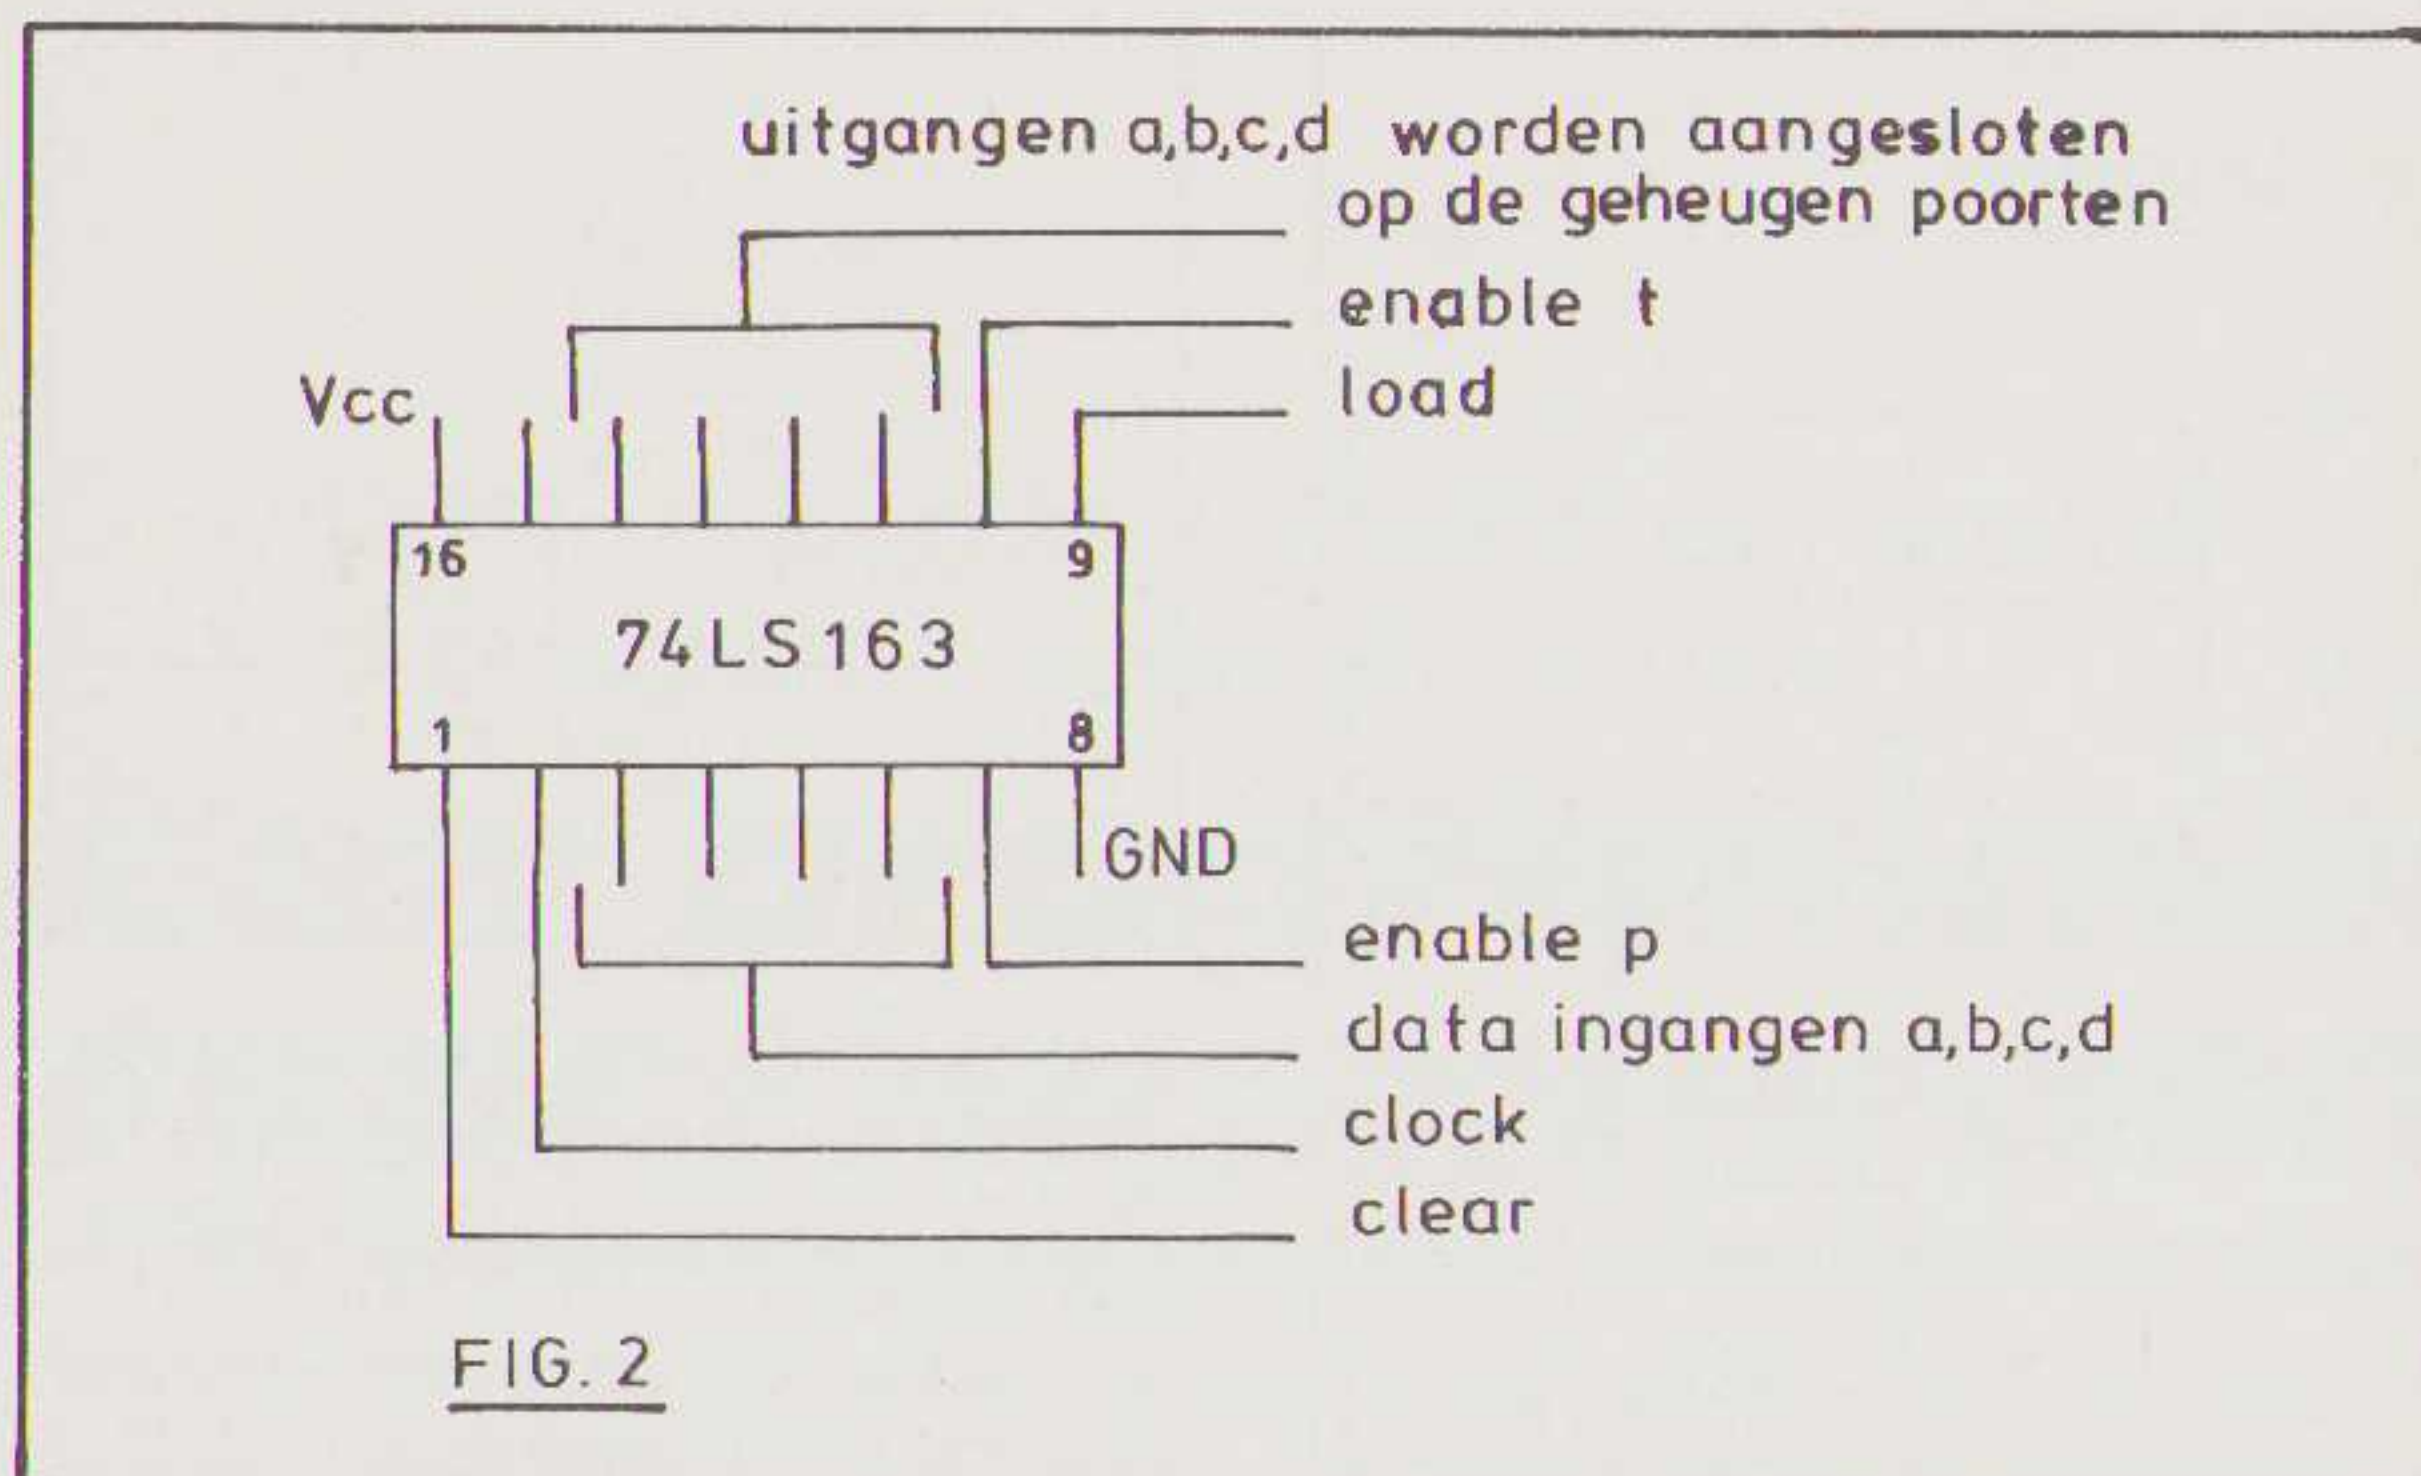 uitgangen a,b,c,d worden aangesloten
op de geheugen poorten
enable t
load
Vcc
16
9
74LS163
1
8
GND
enable p
data ingangen a,b,c,d
clock
clear
FIG. 2